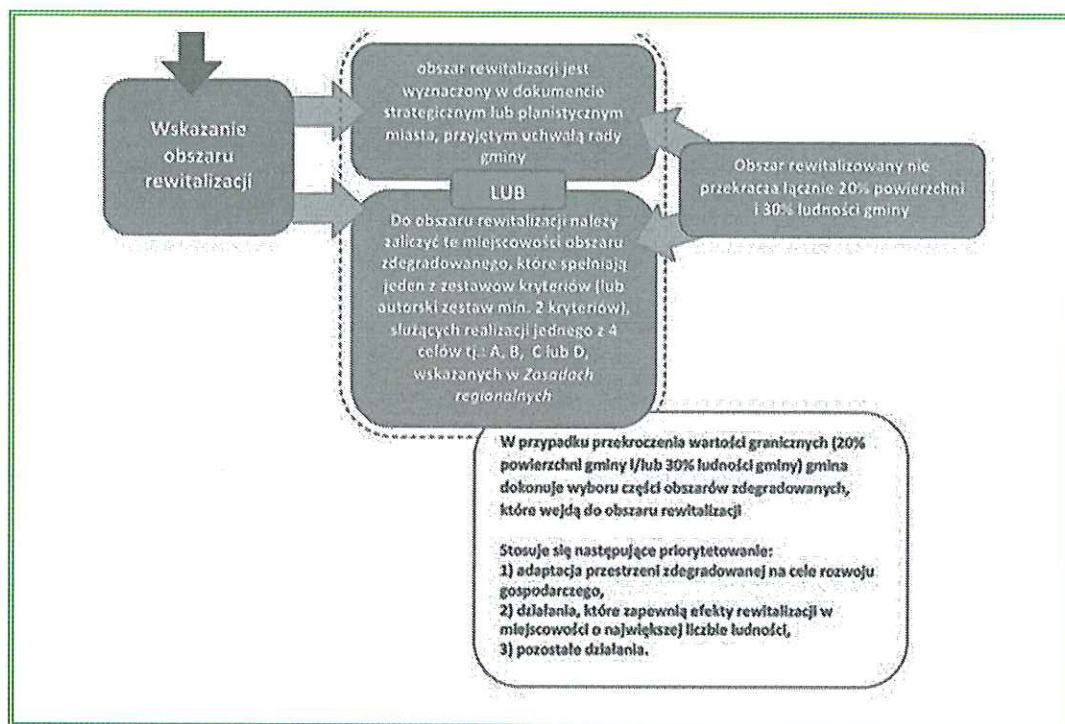 Wskazanie
obszaru
rewitalizacji
obszar rewitalizacji jest
wyznaczony w dokumencie
strategicznym lub planistycznym
miasta, przyjętym uchwałą rady
gminy
LUB
Do obszaru rewitalizacji należy
zaliczyć te miejscowości obszaru
zdegradowanego, które spełniają
jeden z zestawow kryteriów (lub
autorski zestaw min. 2 kryteriów),
służących realizacji jednego z 4
celów tj.: A, B, C lub D,
wskazanych w Zasadach
regionalnych
Obszar rewitalizowany nie
przekracza łącznie 20% powierzchni
i 30% ludności gminy
W przypadku przekroczenia wartości granicznych (20%
powierzchni gminy i/lub 30% ludności gminy) gmina
dokonuje wyboru części obszarów zdegradowanych,
które wejdą do obszaru rewitalizacji
Stosuje się następujące priorytetowanie:
1) adaptacja przestrzeni zdegradowanej na cele rozwoju
gospodarczego,
2) działania, które zapewnią efekty rewitalizacji w
miejscowości o największej liczbie ludności,
3) pozostałe działania.